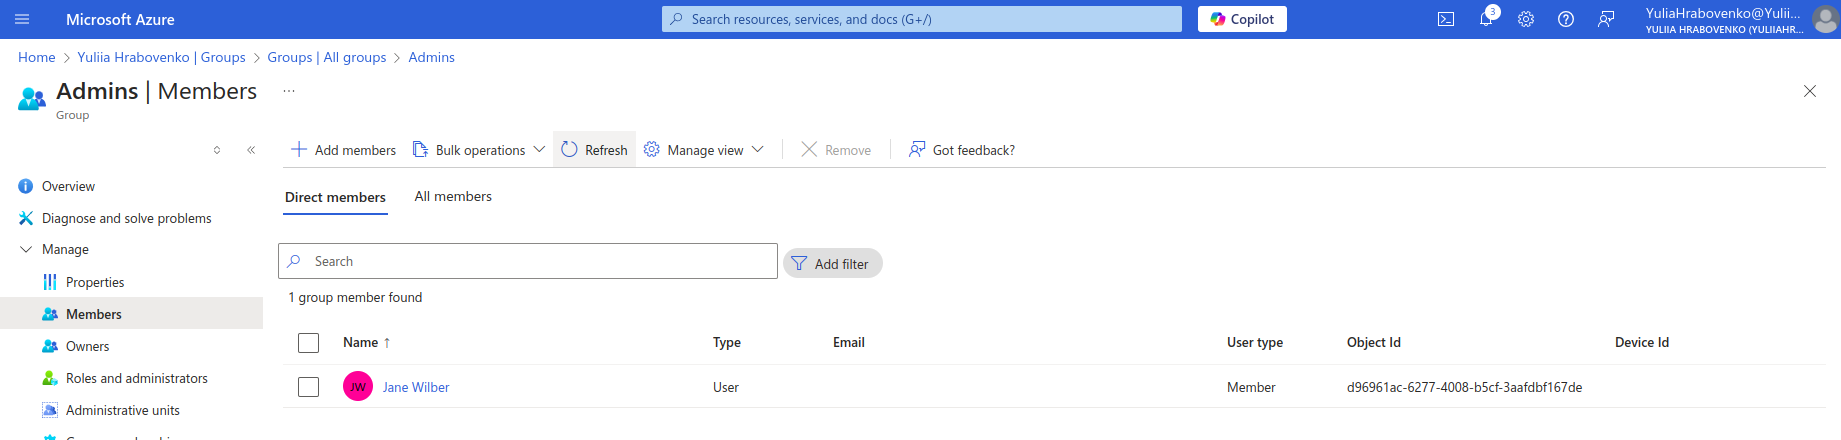 Microsoft Azure
Search resources, services, and docs (G+/)
Copilot
3
YuliaHrabovenko@Yulii...
YULIIA HRABOVENKO (YULIIAHR...
Home > Yuliia Hrabovenko | Groups > Groups | All groups > Admins
Admins | Members ...
Group
Add members Bulk operations Refresh Manage view Remove Got feedback?
Overview
Diagnose and solve problems
Manage
Properties
Members
Owners
Roles and administrators
Administrative units
Direct members All members
Search Add filter
1 group member found
Name ↑ Type Email User type Object Id Device Id
JW Jane Wilber User Member d96961ac-6277-4008-b5cf-3aafdbf167de